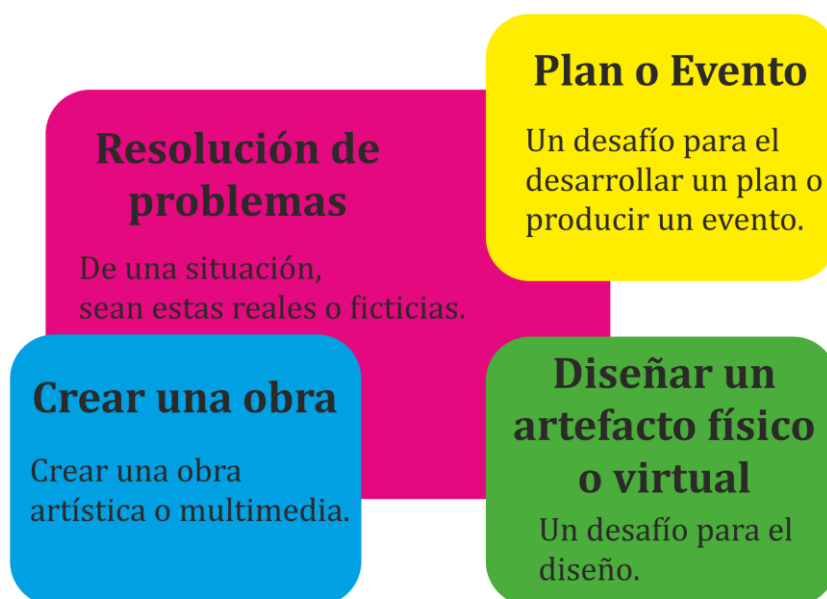 Resolución de
problemas
De una situación,
sean estas reales o ficticias.
Plan o Evento
Un desafío para el
desarrollar un plan o
producir un evento.
Crear una obra
Crear una obra
artística o multimedia.
Diseñar un
artefacto físico
o virtual
Un desafío para el
diseño.